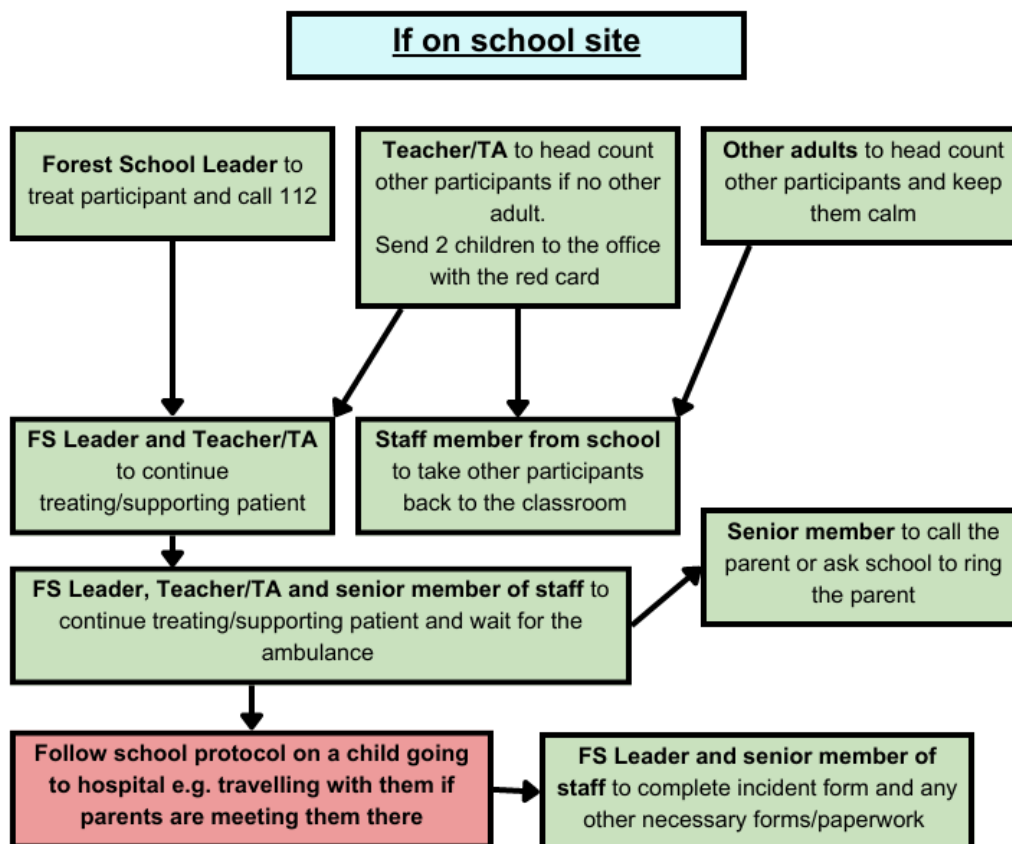 If on school site
Forest School Leader to
treat participant and call 112
Teacher/TA to head count
other participants if no other
adult.
Send 2 children to the office
with the red card
Other adults to head count
other participants and keep
them calm
FS Leader and Teacher/TA
to continue
treating/supporting patient
Staff member from school
to take other participants
back to the classroom
Senior member to call the
parent or ask school to ring
the parent
FS Leader, Teacher/TA and senior member of staff to
continue treating/supporting patient and wait for the
ambulance
Follow school protocol on a child going
to hospital e.g. travelling with them if
parents are meeting them there
FS Leader and senior member of
staff to complete incident form and any
other necessary forms/paperwork